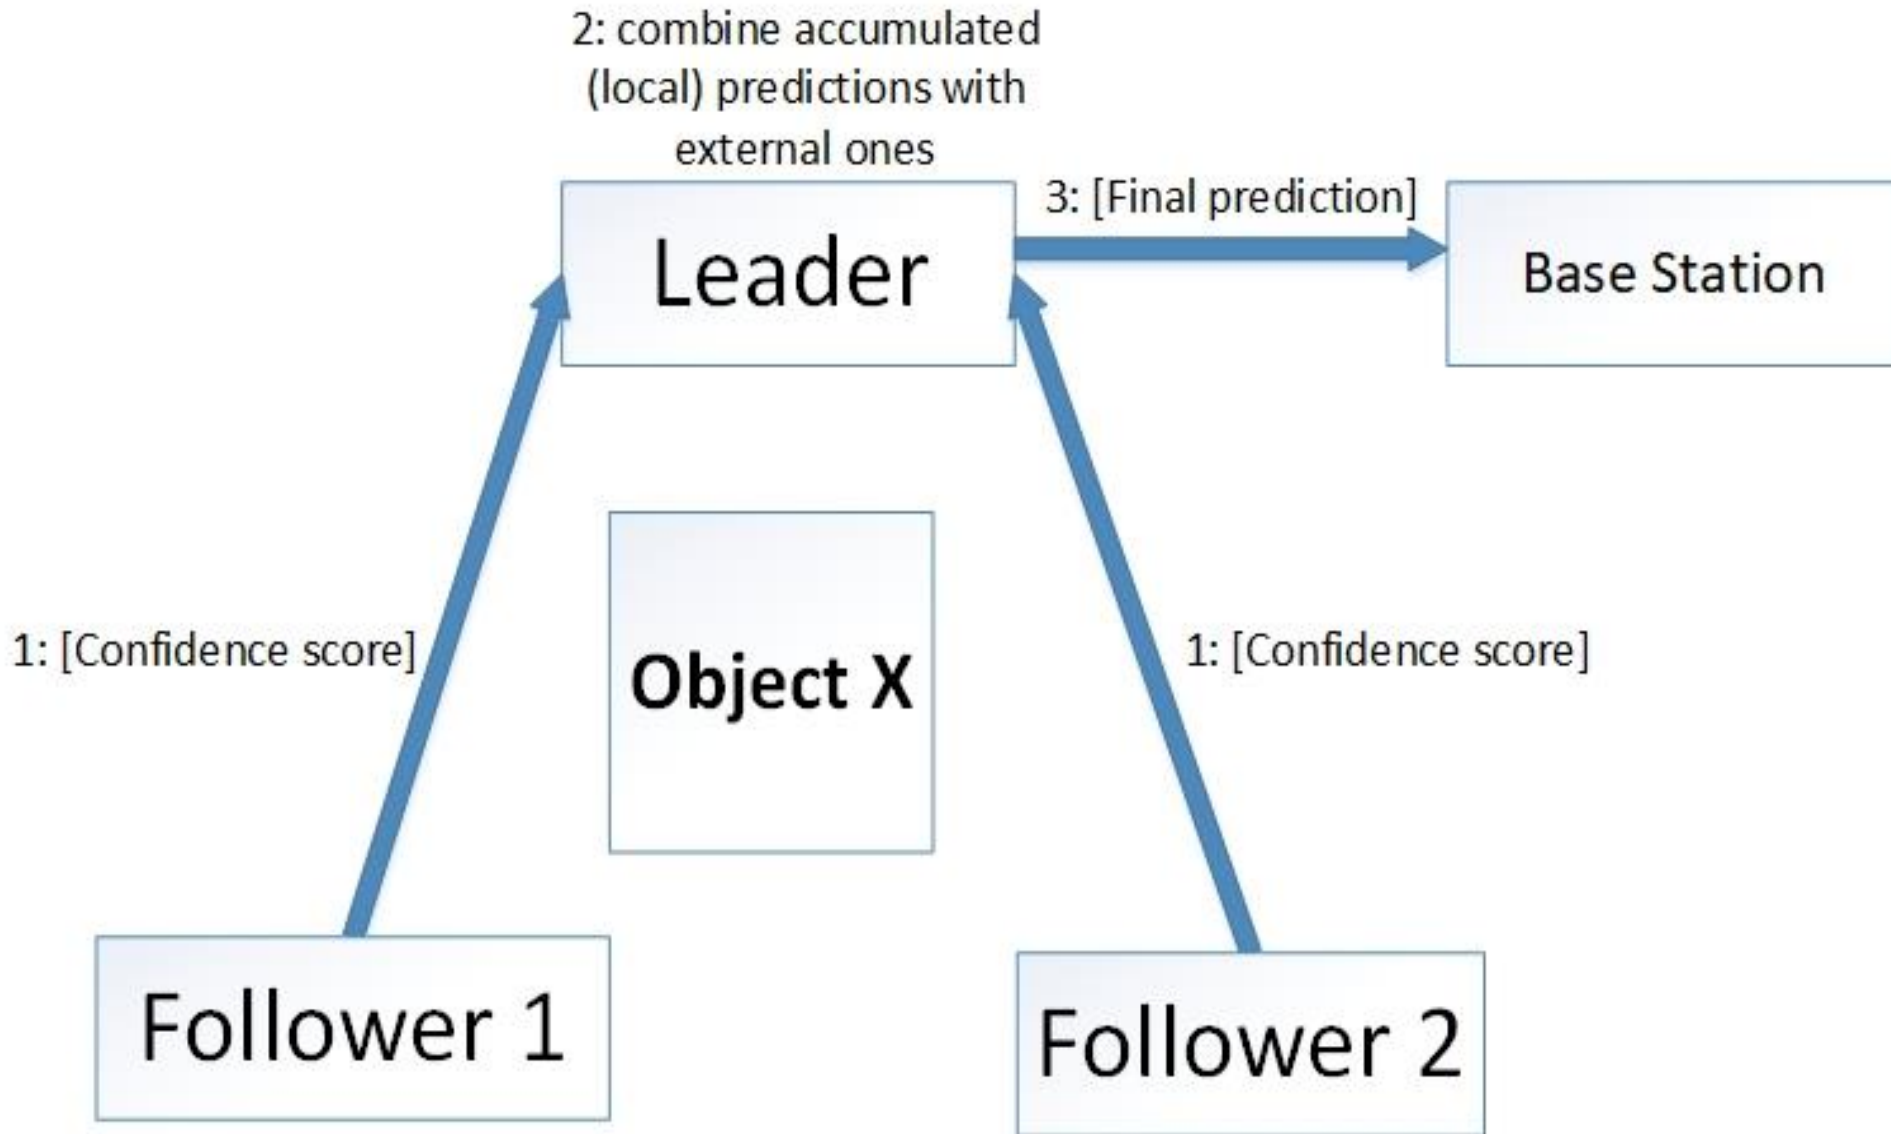 2: combine accumulated
(local) predictions with
external ones
3: [Final prediction]
Leader
Base Station
1: [Confidence score]
1: [Confidence score]
Object X
Follower 1
Follower 2